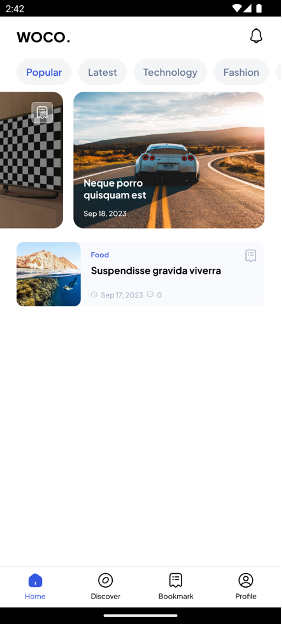 2:42
WOCO.
Popular
Latest
Technology
Fashion
Neque porro
quisquam est
Sep 18, 2023
Food
Suspendisse gravida viverra
Sep 17, 2023
0
Home
Discover
Bookmark
Profile